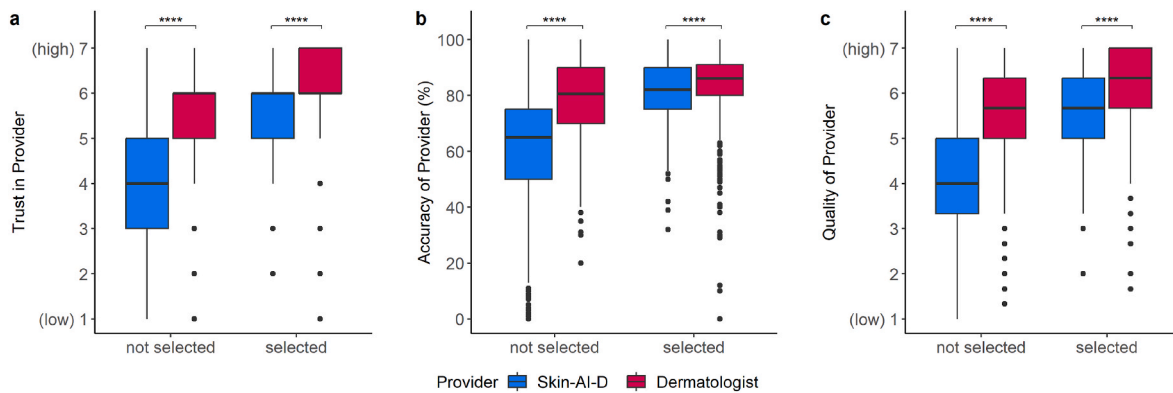 a
**** ****
Trust in Provider
(high) 7
6
5
4
3
2
(low) 1
not selected selected
b
**** ****
Accuracy of Provider (%)
100
80
60
40
20
0
not selected selected
c
**** ****
Quality of Provider
(high) 7
6
5
4
3
2
(low) 1
not selected selected
Provider Skin-AI-D Dermatologist